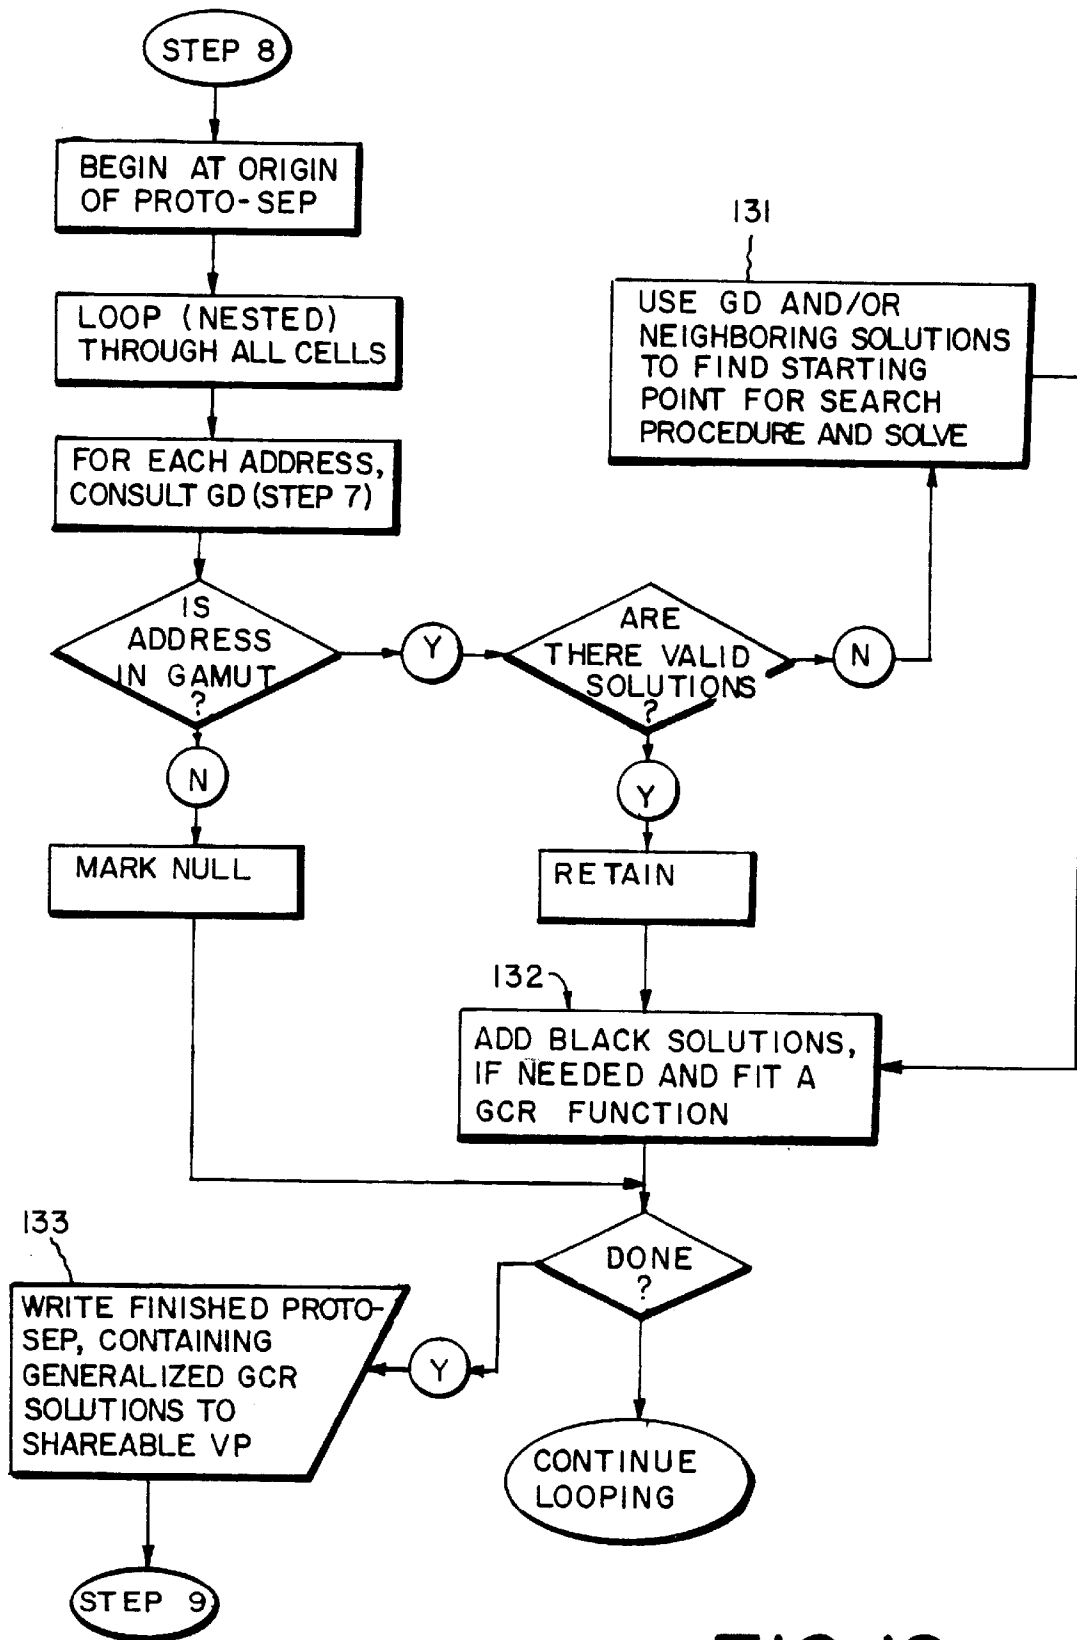 STEP 8
BEGIN AT ORIGIN
OF PROTO-SEP
LOOP (NESTED)
THROUGH ALL CELLS
FOR EACH ADDRESS,
CONSULT GD (STEP 7)
131
USE GD AND/OR
NEIGHBORING SOLUTIONS
TO FIND STARTING
POINT FOR SEARCH
PROCEDURE AND SOLVE
IS
ADDRESS
IN GAMUT
?
Y
ARE
THERE VALID
SOLUTIONS
?
N
N
Y
MARK NULL
RETAIN
132
ADD BLACK SOLUTIONS,
IF NEEDED AND FIT A
GCR FUNCTION
DONE
?
133
WRITE FINISHED PROTO-
SEP, CONTAINING
GENERALIZED GCR
SOLUTIONS TO
SHAREABLE VP
Y
CONTINUE
LOOPING
STEP 9